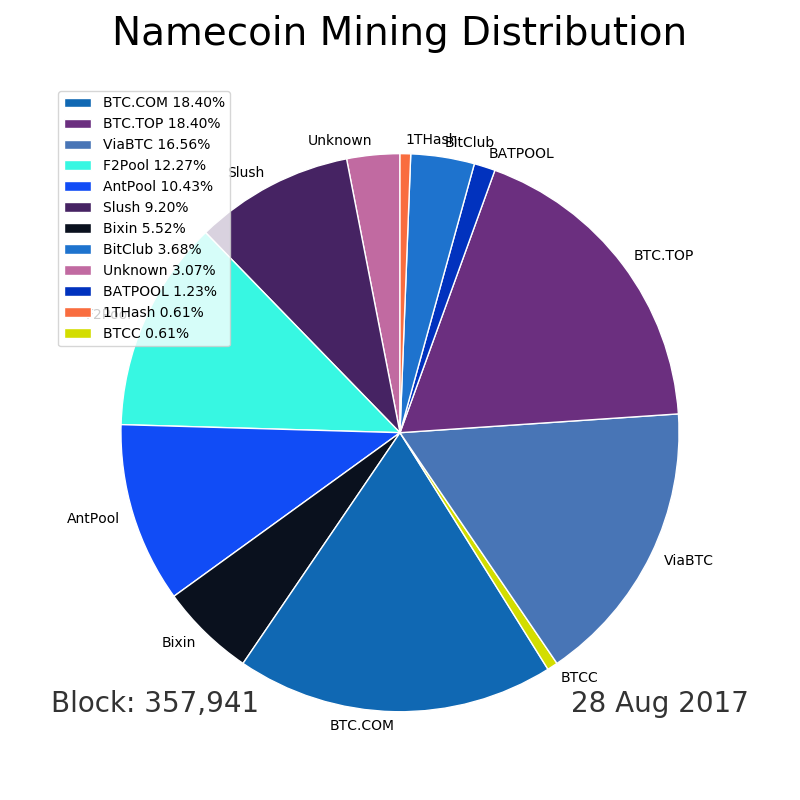 Namecoin Mining Distribution
BTC.COM 18.40%
BTC.TOP 18.40%
ViaBTC 16.56%
F2Pool 12.27%
AntPool 10.43%
Slush 9.20%
Bixin 5.52%
BitClub 3.68%
Unknown 3.07%
BATPOOL 1.23%
1THash 0.61%
BTCC 0.61%
Unknown
1THash
BitClub
BATPOOL
Slush
BTC.TOP
AntPool
ViaBTC
Bixin
BTCC
BTC.COM
Block: 357,941
28 Aug 2017